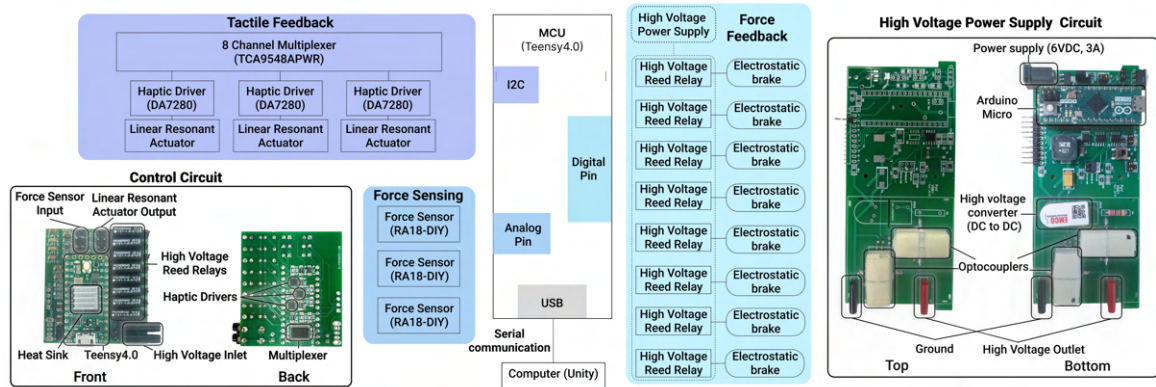 Tactile Feedback
8 Channel Multiplexer
(TCA9548APWR)
Haptic Driver
(DA7280)
Haptic Driver
(DA7280)
Haptic Driver
(DA7280)
Linear Resonant
Actuator
Linear Resonant
Actuator
Linear Resonant
Actuator
Control Circuit
Force Sensor
Input
Linear Resonant
Actuator Output
High Voltage
Reed Relays
Haptic Drivers
Heat Sink
Teensy4.0
High Voltage Inlet
Multiplexer
Front
Back
Force Sensing
Force Sensor
(RA18-DIY)
Force Sensor
(RA18-DIY)
Force Sensor
(RA18-DIY)
MCU
(Teensy4.0)
I2C
Digital
Pin
Analog
Pin
USB
Serial
communication
Computer (Unity)
High Voltage
Power Supply
Force
Feedback
High Voltage
Reed Relay
Electrostatic
brake
High Voltage
Reed Relay
Electrostatic
brake
High Voltage
Reed Relay
Electrostatic
brake
High Voltage
Reed Relay
Electrostatic
brake
High Voltage
Reed Relay
Electrostatic
brake
High Voltage
Reed Relay
Electrostatic
brake
High Voltage
Reed Relay
Electrostatic
brake
High Voltage
Reed Relay
Electrostatic
brake
High Voltage Power Supply Circuit
Power supply (6VDC, 3A)
Arduino
Micro
High voltage
converter
(DC to DC)
EMCO
Optocouplers
Ground
High Voltage Outlet
Top
Bottom